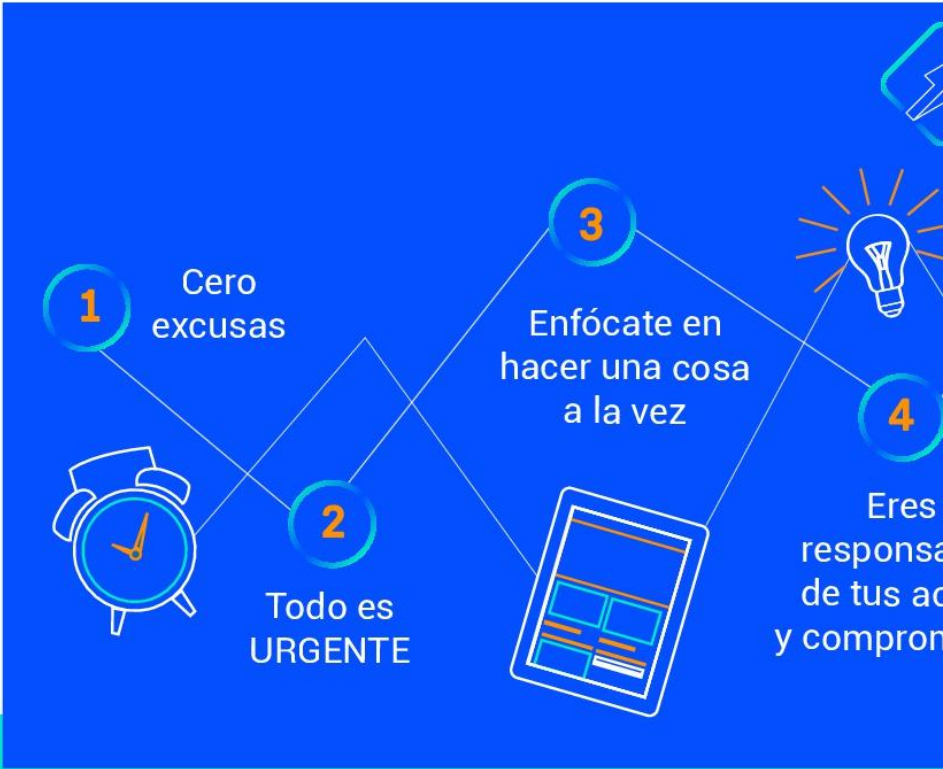 1
Cero
excusas
2
Todo es
URGENTE
3
Enfócate en
hacer una cosa
a la vez
4
Eres
de tus
y